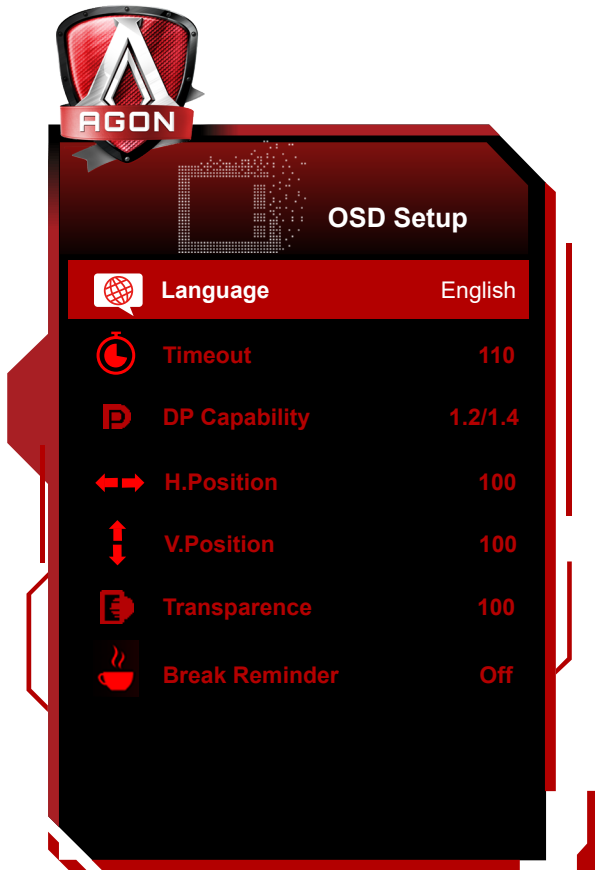 AGON
OSD Setup
Language English
Timeout 110
DP Capability 1.2/1.4
H.Position 100
V.Position 100
Transparence 100
Break Reminder Off